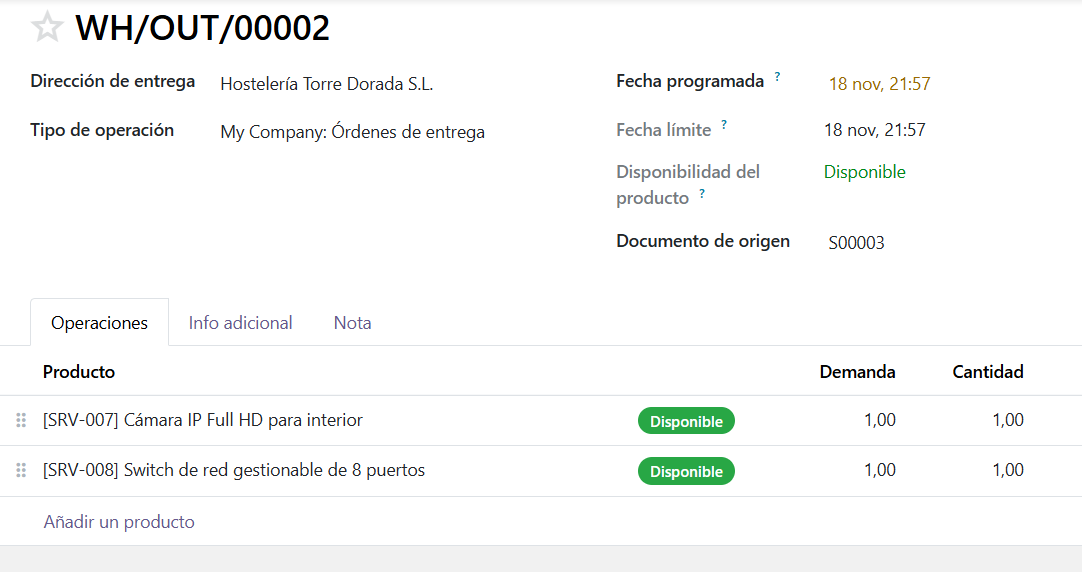 WH/OUT/00002
Dirección de entrega Hostelería Torre Dorada S.L.
Tipo de operación My Company: Órdenes de entrega
Fecha programada ? 18 nov, 21:57
Fecha límite ? 18 nov, 21:57
Disponibilidad del producto ? Disponible
Documento de origen S00003
Operaciones Info adicional Nota
Producto Demanda Cantidad
[SRV-007] Cámara IP Full HD para interior Disponible 1,00 1,00
[SRV-008] Switch de red gestionable de 8 puertos Disponible 1,00 1,00
Añadir un producto